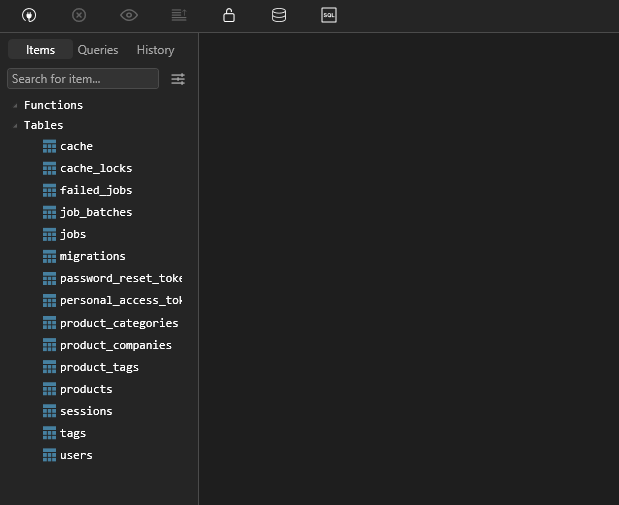 SQL
Items Queries History
Search for item...
Functions
Tables
cache
cache_locks
failed_jobs
job_batches
jobs
migrations
password_reset_toke
personal_access_tok
product_categories
product_companies
product_tags
products
sessions
tags
users